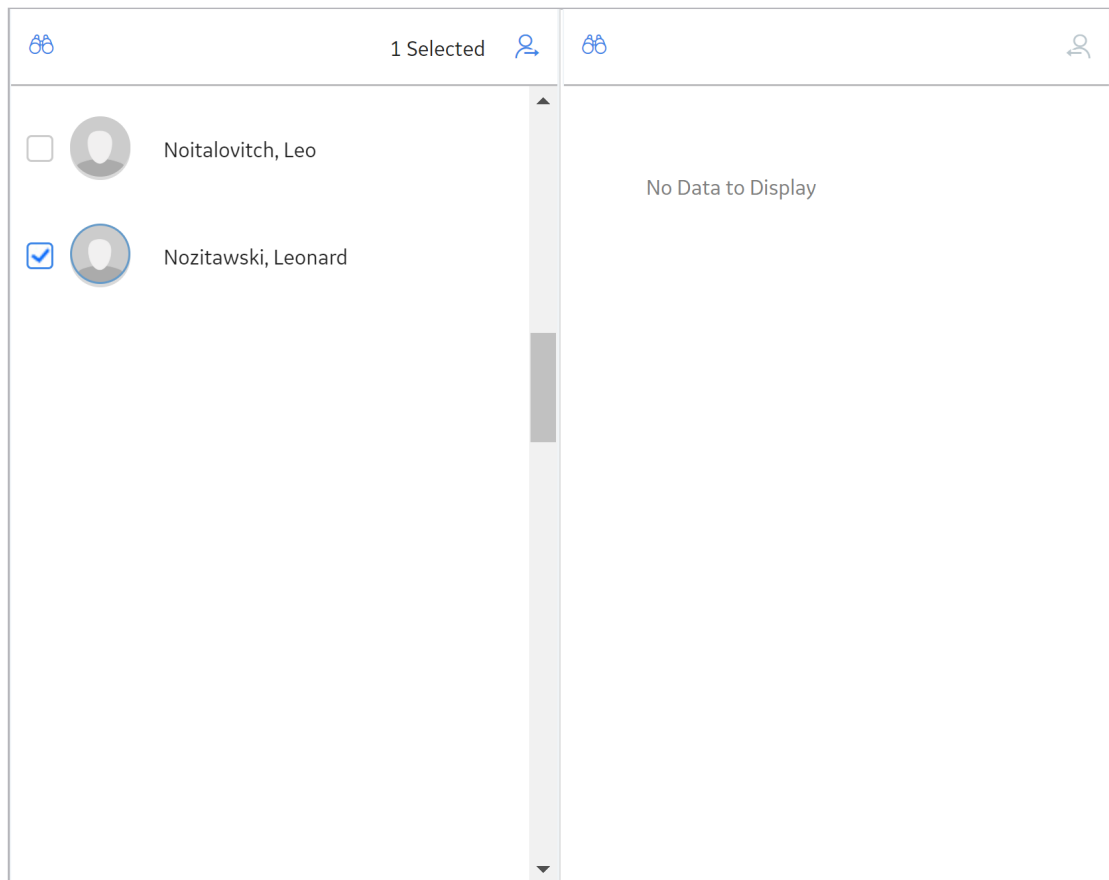 1 Selected
Noitalovitch, Leo
Nozitawski, Leonard
No Data to Display